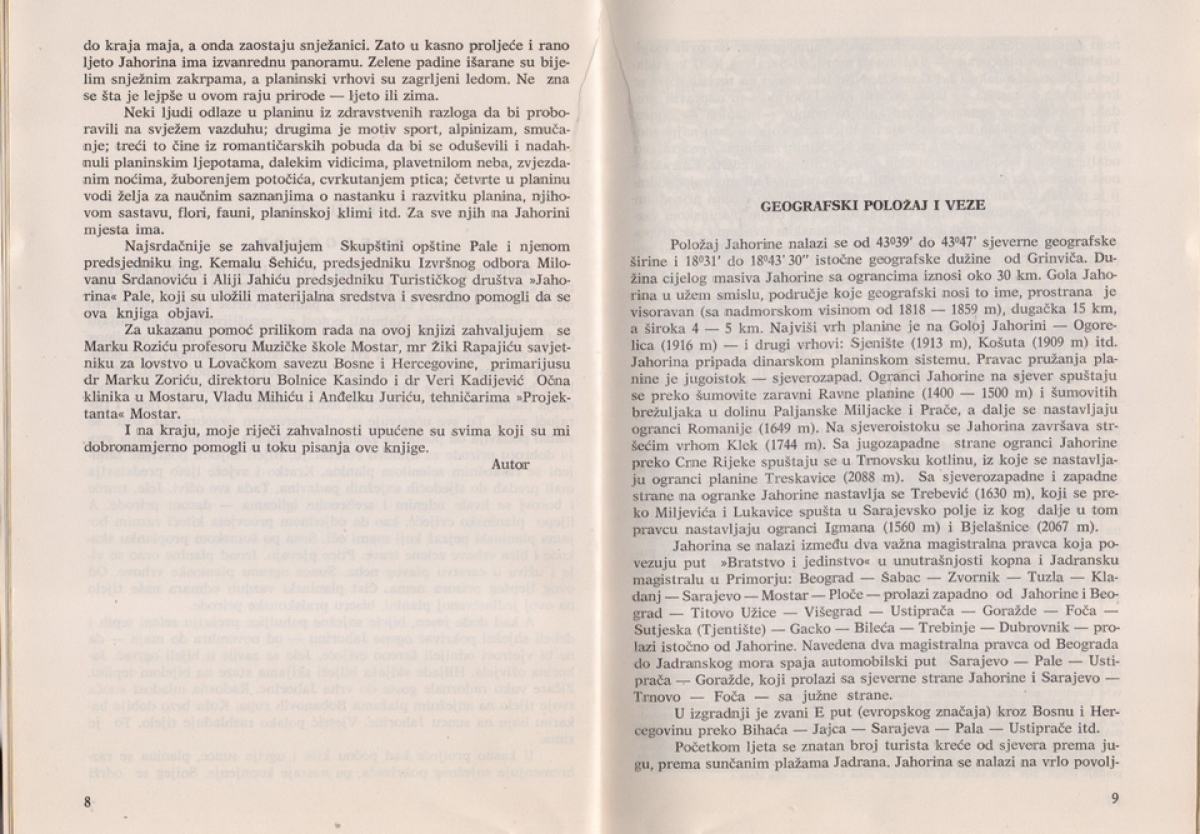 do kraja maja, a onda zaostaju snježanici. Zato u kasno proljeće i rano
ljeto Jahorina ima izvanrednu panoramu. Zelene padine išarane su bije-
lim snježnim zakrpama, a planinski vrhovi su zagrljeni ledom. Ne zna
se šta je lejpše u ovom raju prirode — ljeto ili zima.
Neki ljudi odlaze u planinu iz zdravstvenih razloga da bi probo-
ravili na svježem vazduhu; drugima je motiv sport, alpinizam, smuča-
nje; treći to čine iz romantičarskih pobuda da bi se oduševili i nadah-
nuli planinskim ljepotama, dalekim vidicima, plavetnilom neba, zvjezda-
nim noćima, žuborenjem potočića, cvrkutanjem ptica; četvrte u planinu
vodi želja za naučnim saznanjima o nastanku i razvitku planina, njiho-
vom sastavu, flori, fauni, planinskoj klimi itd. Za sve njih na Jahorini
mjesta ima.
Najsrdačnije se zahvaljujem Skupštini opštine Pale i njenom
predsjedniku ing. Kemalu Šehiću, predsjedniku Izvršnog odbora Milo-
vanu Srdanoviću i Aliji Jahiću predsjedniku Turističkog društva »Jaho-
rina« Pale, koji su uložili materijalna sredstva i svesrdno pomogli da se
ova knjiga objavi.
Za ukazanu pomoć prilikom rada na ovoj knjizi zahvaljujem se
Marku Roziću profesoru Muzičke škole Mostar, mr Žiki Rapajiću savjet-
niku za lovstvo u Lovačkom savezu Bosne i Hercegovine, primarijusu
dr Marku Zoriću, direktoru Bolnice Kasindo i dr Veri Kadijević Očna
klinika u Mostaru, Vladu Mihiću i Anđelku Juriću, tehničarima »Projek-
tanta« Mostar.
I na kraju, moje riječi zahvalnosti upućene su svima koji su mi
dobronamjerno pomogli u toku pisanja ove knjige.
Autor
8
GEOGRAFSKI POLOŽAJ I VEZE
Položaj Jahorine nalazi se od 43⁰39' do 43⁰47' sjeverne geografske
širine i 18⁰31' do 18⁰43' 30" istočne geografske dužine od Grinviča. Du-
žina cijelog masiva Jahorine sa ograncima iznosi oko 30 km. Gola Jaho-
rina u užem smislu, područje koje geografski nosi to ime, prostrana je
visoravan (sa nadmorskom visinom od 1818 — 1859 m), dugačka 15 km,
a široka 4 — 5 km. Najviši vrh planine je na Goloj Jahorini — Ogore-
lica (1916 m) — i drugi vrhovi: Sjenište (1913 m), Košuta (1909 m) itd.
Jahorina pripada dinarskom planinskom sistemu. Pravac pružanja pla-
nine je jugoistok — sjeverozapad. Ogranci Jahorine na sjever spuštaju
se preko šumovite zaravni Ravne planine (1400 — 1500 m) i šumovitih
brežuljaka u dolinu Paljanske Miljacke i Prače, a dalje se nastavljaju
ogranci Romanije (1649 m). Na sjeveroistoku se Jahorina završava str-
šećim vrhom Klek (1744 m). Sa jugozapadne strane ogranci Jahorine
preko Crne Rijeke spuštaju se u Trnovsku kotlinu, iz koje se nastavlja-
ju ogranci planine Treskavice (2088 m). Sa sjeverozapadne i zapadne
strane na ogranke Jahorine nastavlja se Trebević (1630 m), koji se pre-
ko Miljevića i Lukavice spušta u Sarajevsko polje iz kog dalje u tom
pravcu nastavljaju ogranci Igmana (1560 m) i Bjelašnice (2067 m).
Jahorina se nalazi između dva važna magistralna pravca koja po-
vezuju put »Bratstvo i jedinstvo« u unutrašnjosti kopna i Jadransku
magistralu u Primorju: Beograd — Šabac — Zvornik — Tuzla — Kla-
danj — Sarajevo — Mostar — Ploče — prolazi zapadno od Jahorine i Beo-
grad — Titovo Užice — Višegrad — Ustiprača — Goražde — Foča —
Sutjeska (Tjentište) — Gacko — Bileća — Trebinje — Dubrovnik — pro-
lazi istočno od Jahorine. Navedena dva magistralna pravca od Beograda
do Jadranskog mora spaja automobilski put Sarajevo — Pale — Usti-
prača — Goražde, koji prolazi sa sjeverne strane Jahorine i Sarajevo —
Trnovo — Foča — sa južne strane.
U izgradnji je zvani E put (evropskog značaja) kroz Bosnu i Her-
cegovinu preko Bihaća — Jajca — Sarajeva — Pala — Ustiprače itd.
Početkom ljeta se znatan broj turista kreće od sjevera prema ju-
gu, prema sunčanim plažama Jadrana. Jahorina se nalazi na vrlo povolj-
9